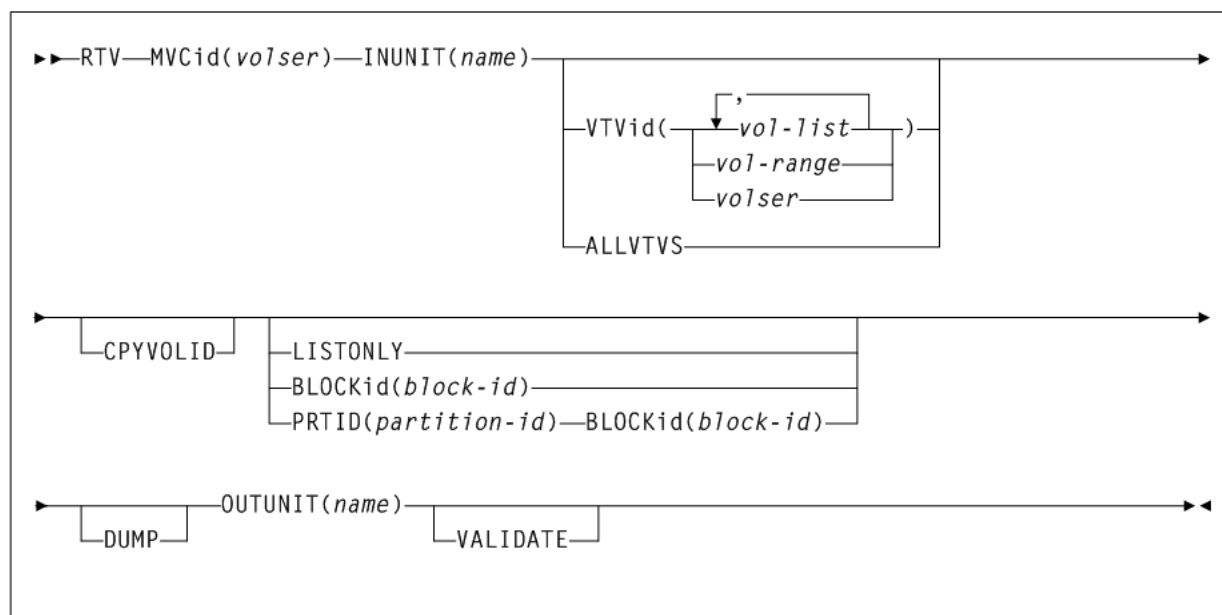 RTV MVCid(volser) INUNIT(name)
,
VTVid( vol-list )
vol-range
volser
ALLVTVS
CPYVOLID LISTONLY
BLOCKid(block-id)
PRTID(partition-id) BLOCKid(block-id)
OUTUNIT(name)
DUMP VALIDATE